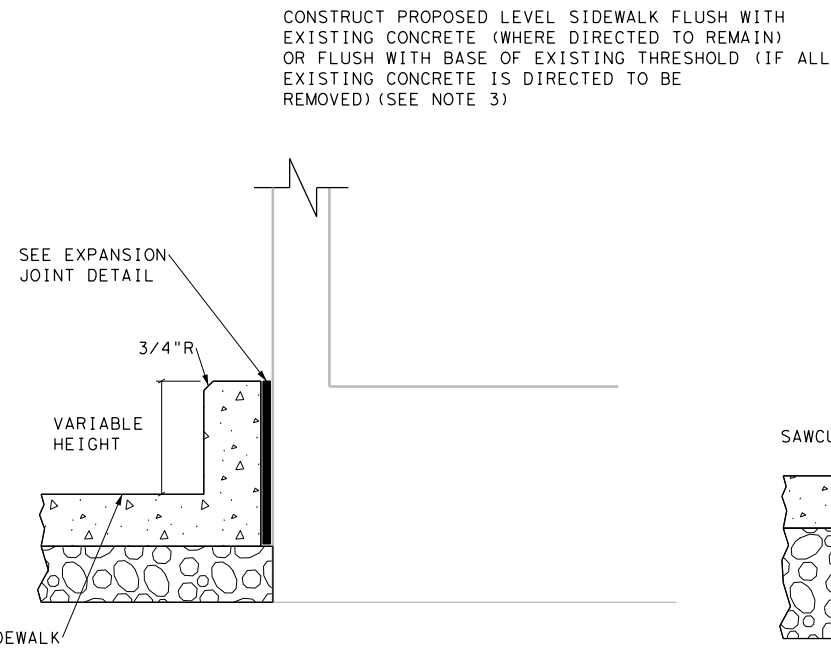 CONSTRUCT PROPOSED LEVEL SIDEWALK FLUSH WITH
EXISTING CONCRETE (WHERE DIRECTED TO REMAIN)
OR FLUSH WITH BASE OF EXISTING THRESHOLD (IF ALL
EXISTING CONCRETE IS DIRECTED TO BE
REMOVED)(SEE NOTE 3)
SEE EXPANSION
JOINT DETAIL
3/4"R
VARIABLE
HEIGHT
SAWCU
DEWALK